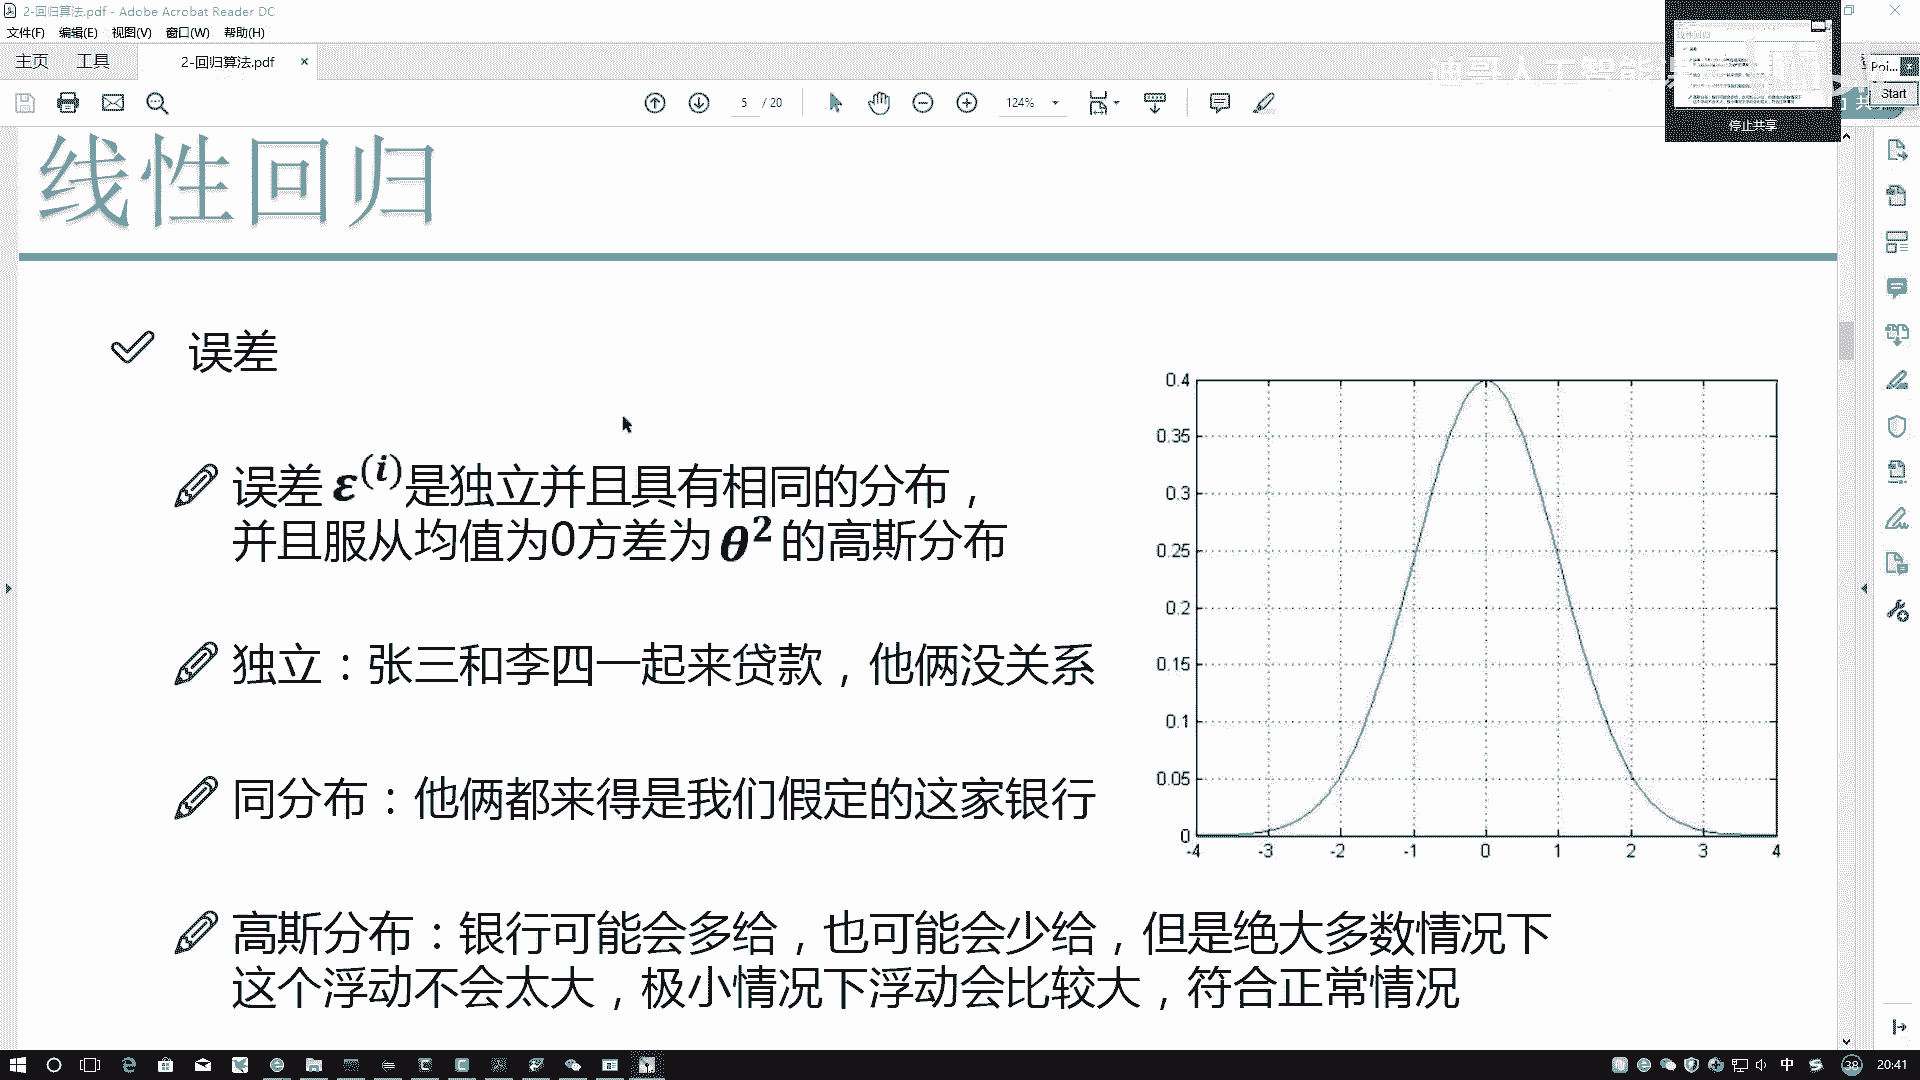 2-回归算法.pdf - Adobe Acrobat Reader DC
文件(F) 编辑(E) 视图(V) 窗口(W) 帮助(H)
主页 工具 2-回归算法.pdf ×
5 / 20 124%
迪哥人工智能
Poi...
Start
停止共享
线性回归
误差
误差 ε(i)是独立并且具有相同的分布，
并且服从均值为0方差为 θ² 的高斯分布
独立：张三和李四一起来贷款，他俩没关系
同分布：他俩都来得是我们假定的这家银行
高斯分布：银行可能会多给，也可能会少给，但是绝大多数情况下
这个浮动不会太大，极小情况下浮动会比较大，符合正常情况
0.4
0.35
0.3
0.25
0.2
0.15
0.1
0.05
0
-4 -3 -2 -1 0 1 2 3 4
中 38 20:41